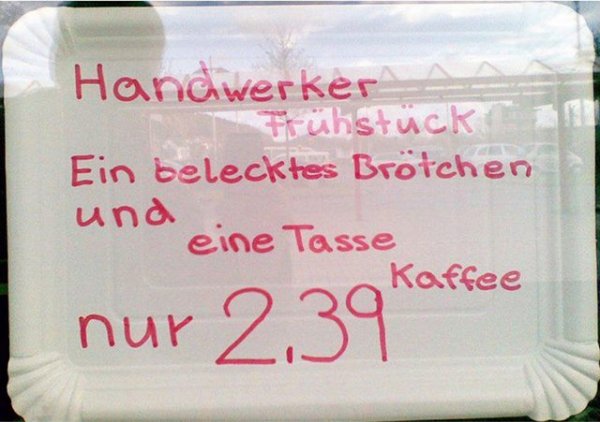 Handwerker
Frühstück
Ein belecktes Brötchen
und
eine Tasse
Kaffee
nur 2.39